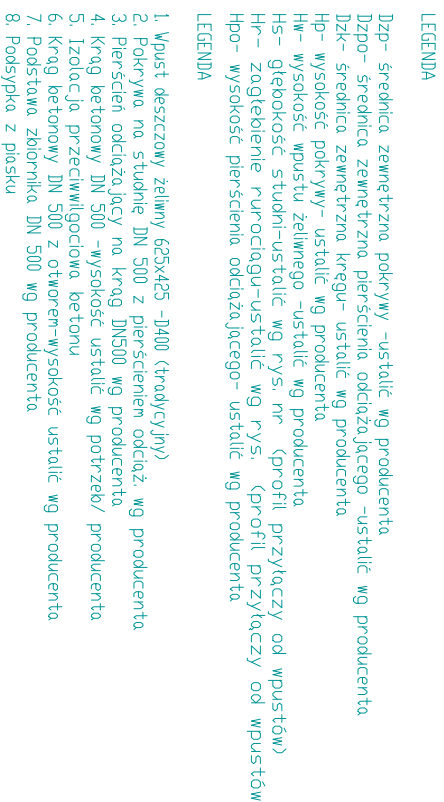 LEGENDA
Dzp- średnica zewnętrzna pokrywy -ustalić wg producenta
Dzpo- średnica zewnętrzna pierścienia odciążającego -ustalić wg producenta
Dzk- średnica zewnętrzna kręgu- ustalić wg producenta
Hp- wysokość pokrywy- ustalić wg producenta
Hw- wysokość wpustu żeliwnego -ustalić wg producenta
Hs- głębokość studni-ustalić wg rys. nr (profil przyłączy od wpustów)
Hr- zagłębienie rurociągu-ustalić wg rys. (profil przyłączy od wpustów
Hpo- wysokość pierścienia odciążającego- ustalić wg producenta
LEGENDA
1. Wpust deszczowy żeliwny 625x425 -D400 (tradycyjny)
2. Pokrywa na studnię DN 500 z pierścieniem odciąż. wg producenta
3. Pierścień odciążający na krąg DN500 wg producenta
4. Krąg betonowy DN 500 -wysokość ustalić wg potrzek/ producenta
5. Izolacja przeciwwilgociowa betonu
6. Krąg betonowy DN 500 z otworem-wysokość ustalić wg producenta
7. Podstawa zbiornika DN 500 wg producenta
8. Podsypka z piasku